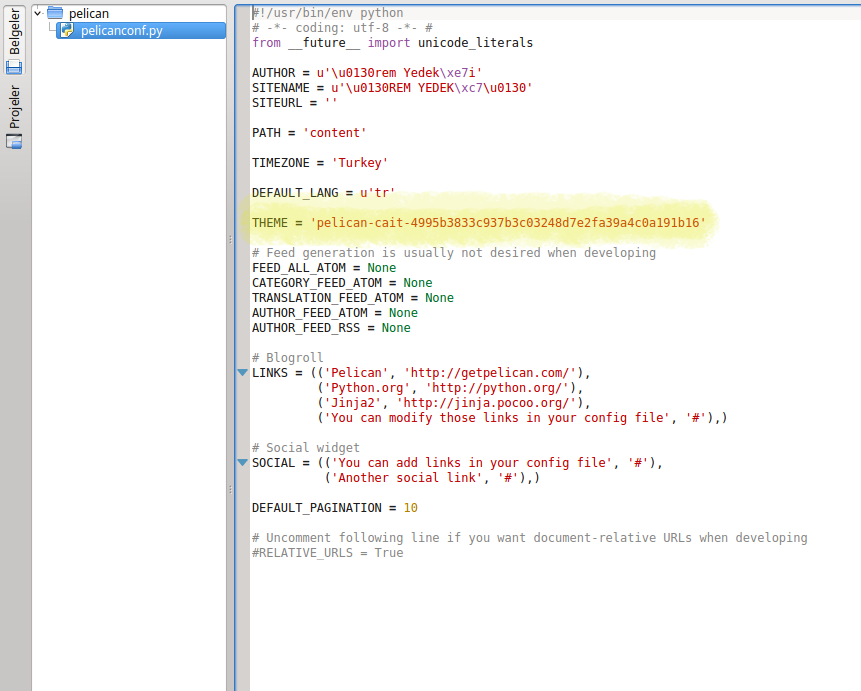 Belgeler
Projeler
pelican
pelicanconf.py
#!/usr/bin/env python
# -*- coding: utf-8 -*- #
from __future__ import unicode_literals
AUTHOR = u'\u0130rem Yedek\xe7i'
SITENAME = u'\u0130REM YEDEK\xc7\u0130'
SITEURL = ''
PATH = 'content'
TIMEZONE = 'Turkey'
DEFAULT_LANG = u'tr'
THEME = 'pelican-cait-4995b3833c937b3c03248d7e2fa39a4c0a191b16'
# Feed generation is usually not desired when developing
FEED_ALL_ATOM = None
CATEGORY_FEED_ATOM = None
TRANSLATION_FEED_ATOM = None
AUTHOR_FEED_ATOM = None
AUTHOR_FEED_RSS = None
# Blogroll
LINKS = (('Pelican', 'http://getpelican.com/'),
('Python.org', 'http://python.org/'),
('Jinja2', 'http://jinja.pocoo.org/'),
('You can modify those links in your config file', '#'),)
# Social widget
SOCIAL = (('You can add links in your config file', '#'),
('Another social link', '#'),)
DEFAULT_PAGINATION = 10
# Uncomment following line if you want document-relative URLs when developing
#RELATIVE_URLS = True